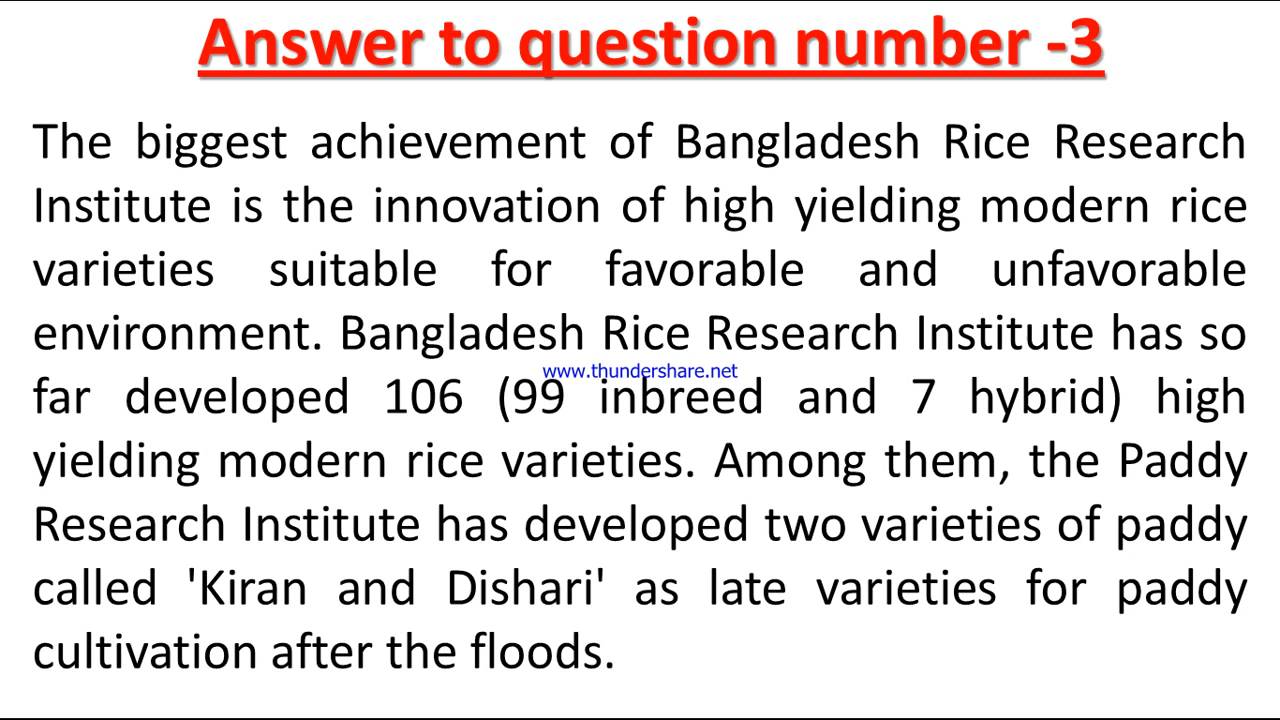 Answer to question number -3
The biggest achievement of Bangladesh Rice Research
Institute is the innovation of high yielding modern rice
varieties suitable for favorable and unfavorable
environment. Bangladesh Rice Research Institute has so
www.thundershare.net
far developed 106 (99 inbreed and 7 hybrid) high
yielding modern rice varieties. Among them, the Paddy
Research Institute has developed two varieties of paddy
called 'Kiran and Dishari' as late varieties for paddy
cultivation after the floods.